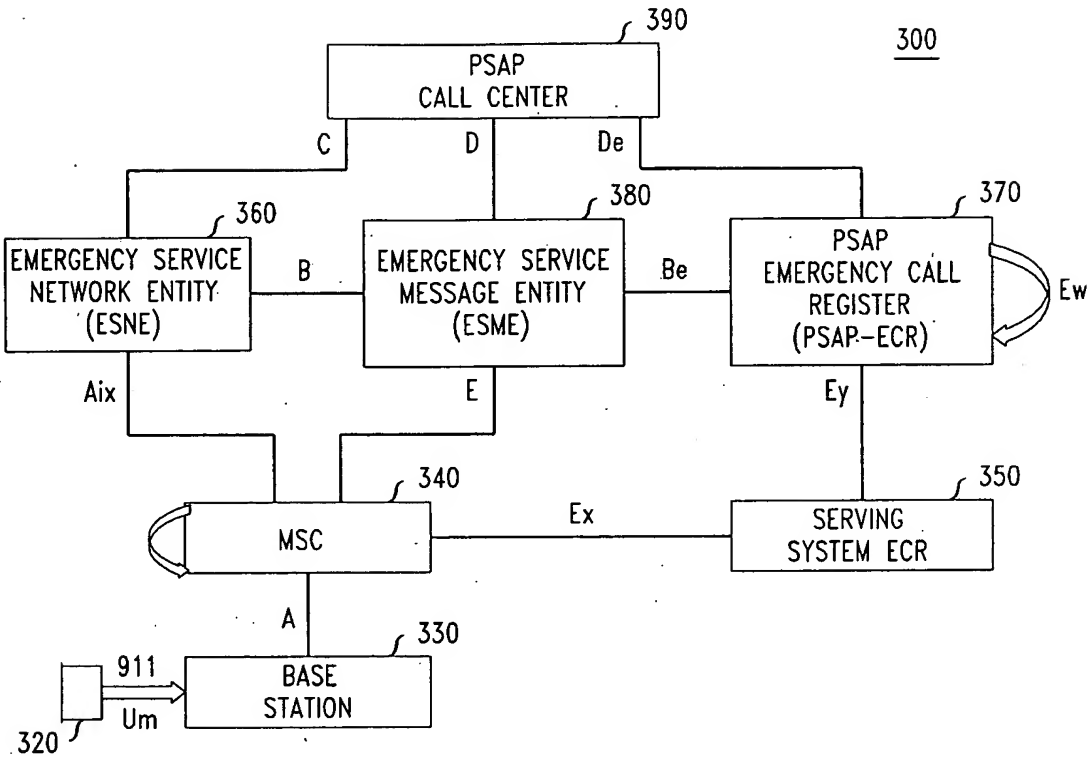 390
300
PSAP
CALL CENTER
C
D
De
360
380
370
EMERGENCY SERVICE
NETWORK ENTITY
(ESNE)
B
EMERGENCY SERVICE
MESSAGE ENTITY
(ESME)
Be
PSAP
EMERGENCY CALL
REGISTER
(PSAP-ECR)
Ew
Aix
E
Ey
340
350
MSC
Ex
SERVING
SYSTEM ECR
A
330
911
Um
BASE
STATION
320